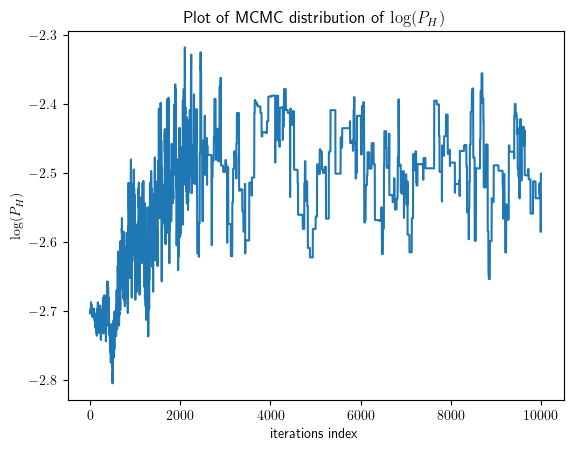 Plot of MCMC distribution of log(P_H)
log(P_H)
−2.3
−2.4
−2.5
−2.6
−2.7
−2.8
0 2000 4000 6000 8000 10000
iterations index